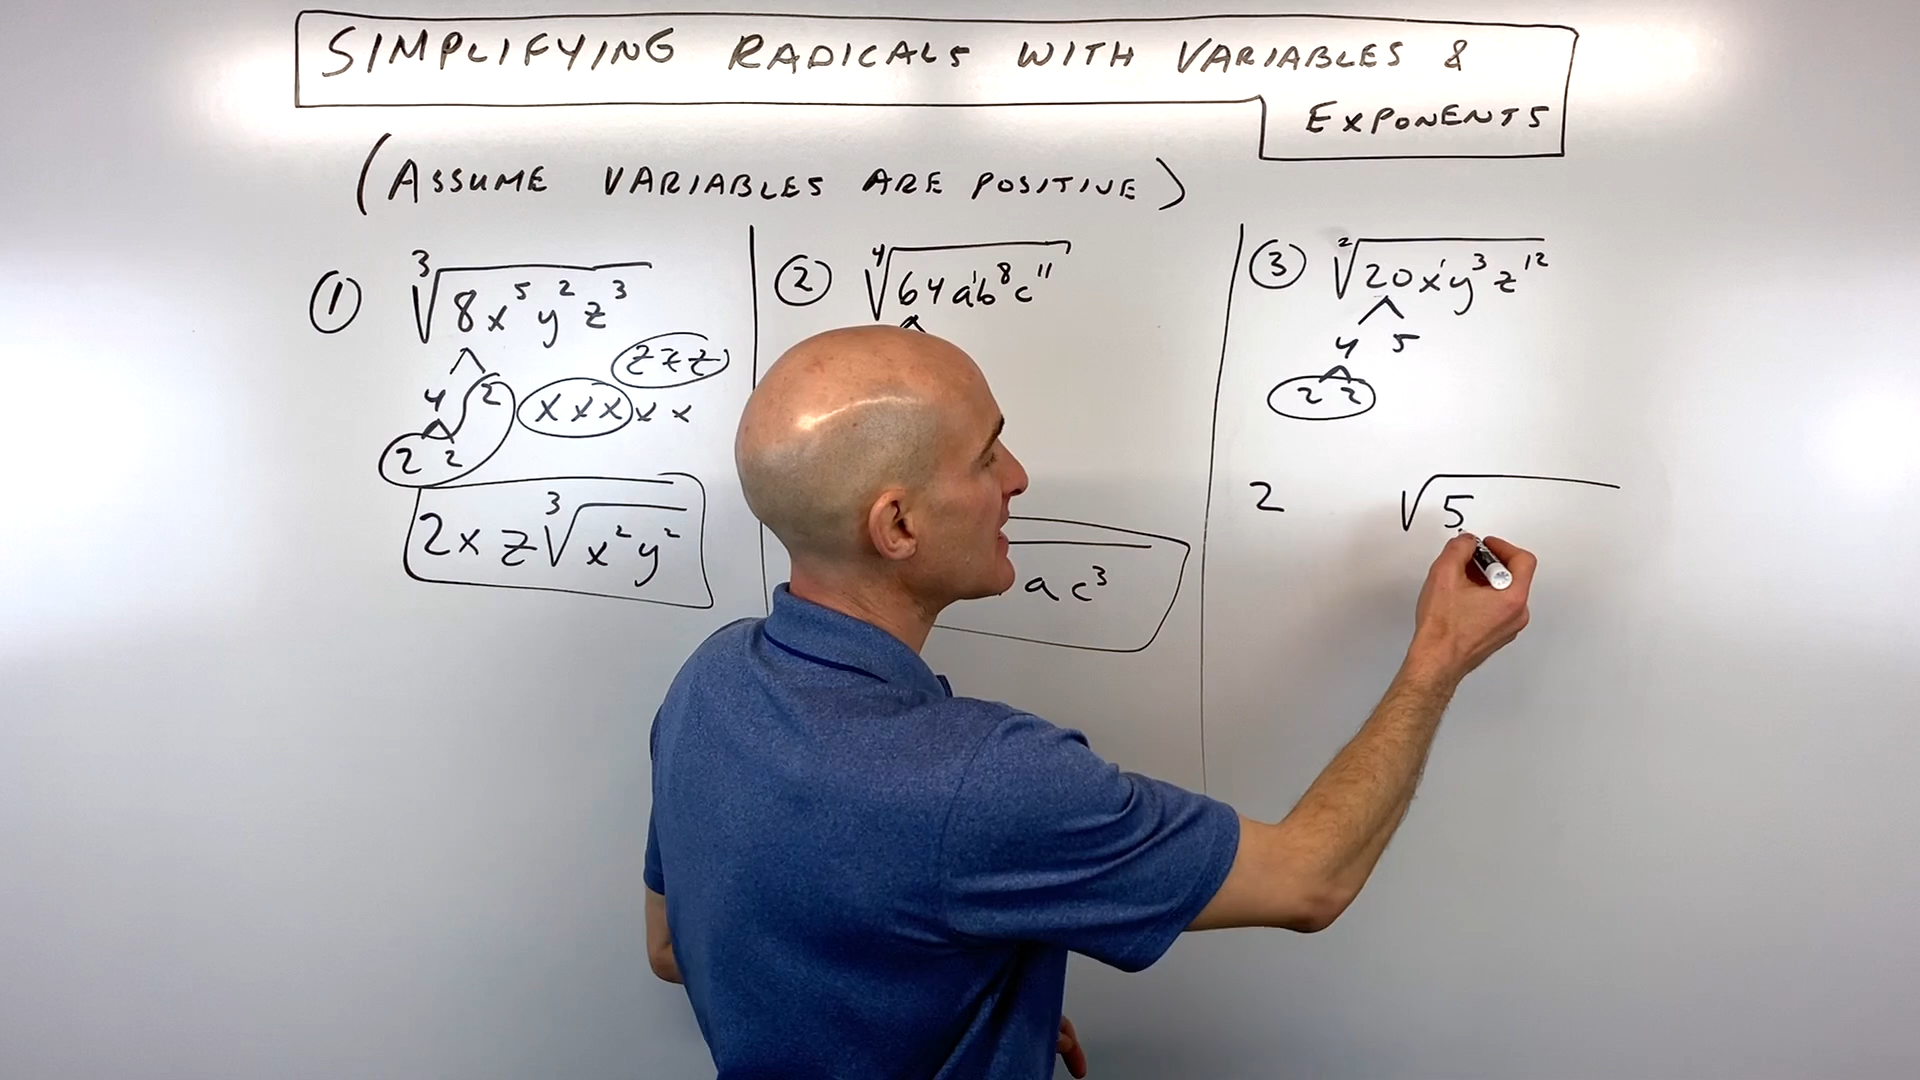 SIMPLIFYING RADICALS WITH VARIABLES &
EXPONENTS
(ASSUME VARIABLES ARE POSITIVE)
① ∛(8x⁵y²z³)
4 2
2 2
xxxxx
zzz
2xz∛(x²y²)
② ⁴√(64a¹b⁸c¹¹)
ac³
③ ²√(20x¹y³z¹²)
4 5
2 2
2 √5